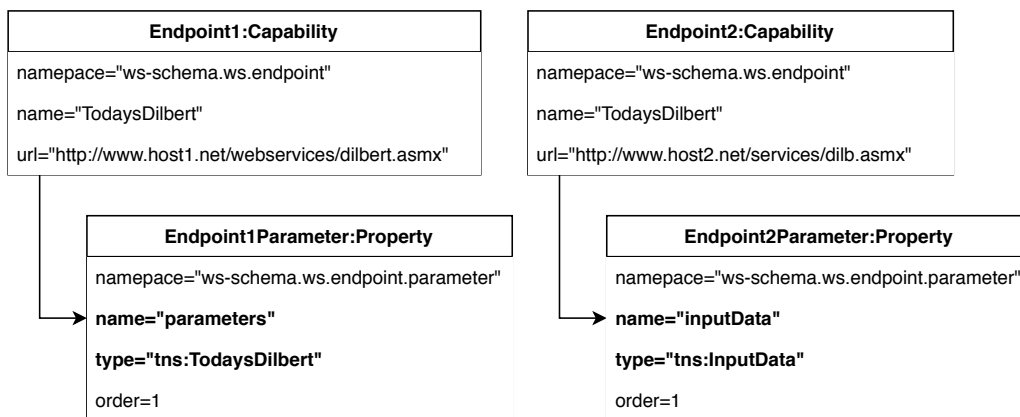 Endpoint1:Capability
namepace="ws-schema.ws.endpoint"
name="TodaysDilbert"
url="http://www.host1.net/webservices/dilbert.asmx"
Endpoint1Parameter:Property
namepace="ws-schema.ws.endpoint.parameter"
name="parameters"
type="tns:TodaysDilbert"
order=1
Endpoint2:Capability
namepace="ws-schema.ws.endpoint"
name="TodaysDilbert"
url="http://www.host2.net/services/dilb.asmx"
Endpoint2Parameter:Property
namepace="ws-schema.ws.endpoint.parameter"
name="inputData"
type="tns:InputData"
order=1